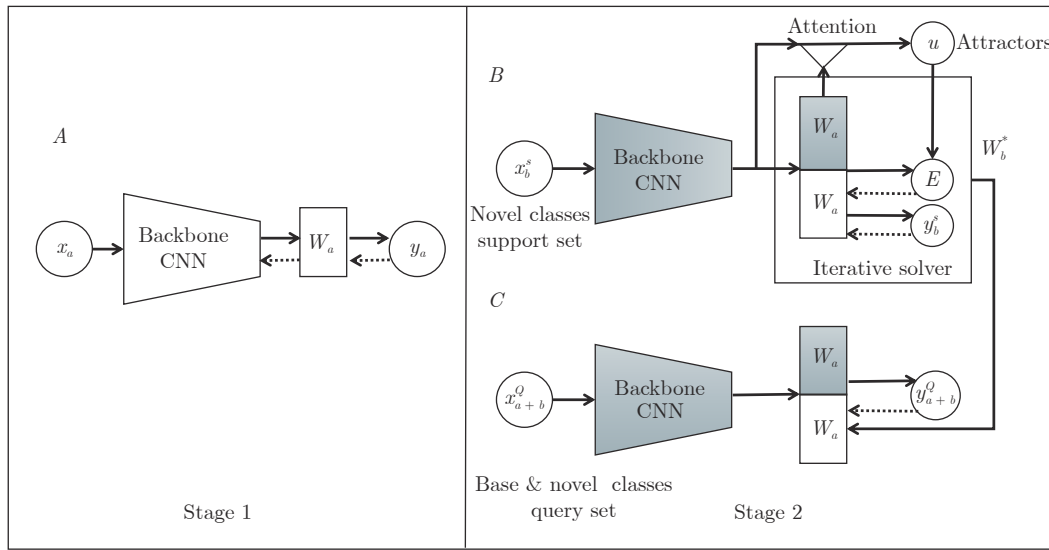 A
x_a
Backbone
CNN
W_a
y_a
Stage 1
B
Attention
u
Attractors
W_a
x_b^s
Backbone
CNN
W_b^*
E
Novel classes
support set
W_a
y_b^s
Iterative solver
C
W_a
x_{a + b}^Q
Backbone
CNN
y_{a + b}^Q
W_a
Base & novel classes
query set
Stage 2